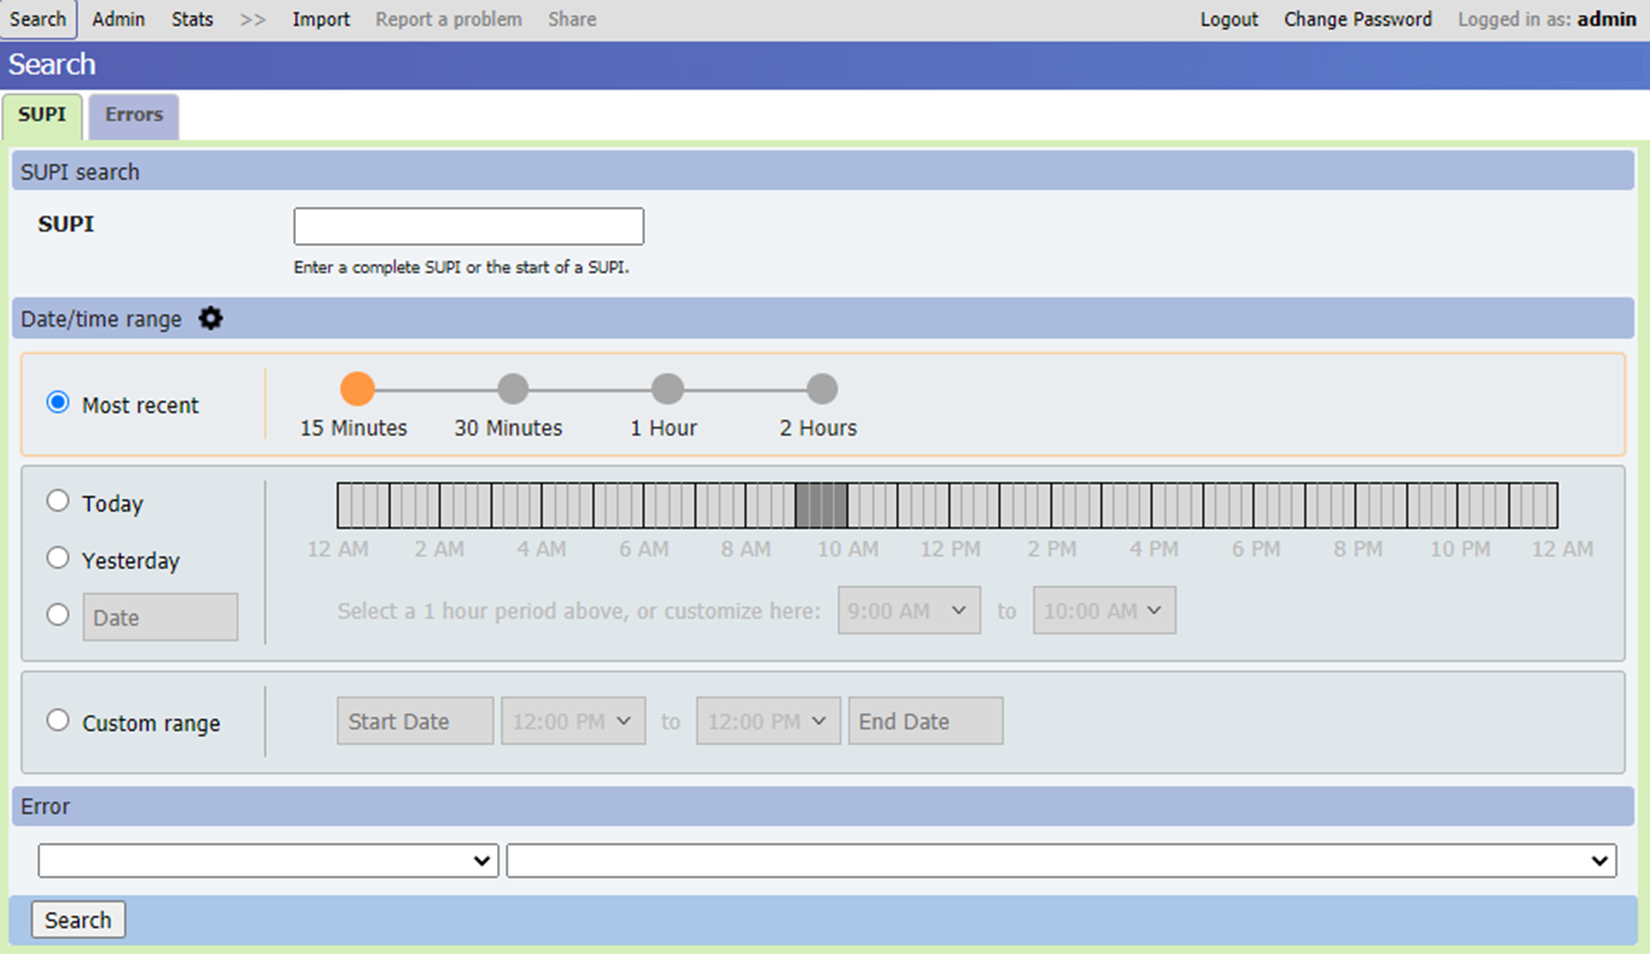 Search Admin Stats >> Import Report a problem Share Logout Change Password Logged in as: admin
Search
SUPI Errors
SUPI search
SUPI
Enter a complete SUPI or the start of a SUPI.
Date/time range
Most recent
15 Minutes 30 Minutes 1 Hour 2 Hours
Today
12 AM 2 AM 4 AM 6 AM 8 AM 10 AM 12 PM 2 PM 4 PM 6 PM 8 PM 10 PM 12 AM
Yesterday
Date
Select a 1 hour period above, or customize here: 9:00 AM to 10:00 AM
Custom range Start Date 12:00 PM to 12:00 PM End Date
Error
Search